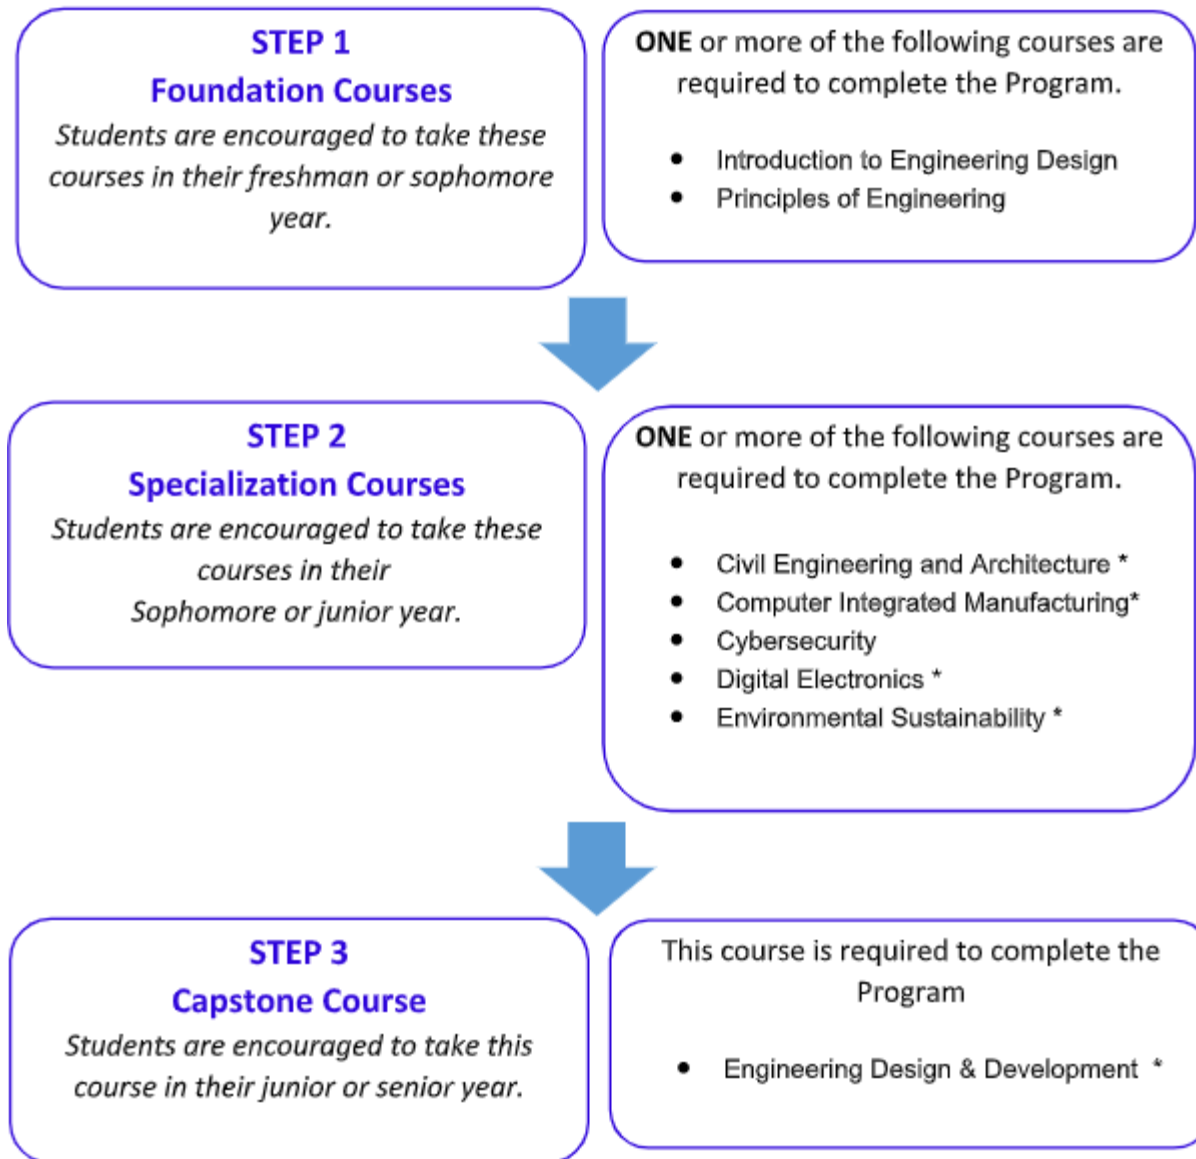 STEP 1
Foundation Courses
Students are encouraged to take these
courses in their freshman or sophomore
year.
ONE or more of the following courses are
required to complete the Program.
• Introduction to Engineering Design
• Principles of Engineering
STEP 2
Specialization Courses
Students are encouraged to take these
courses in their
Sophomore or junior year.
ONE or more of the following courses are
required to complete the Program.
• Civil Engineering and Architecture *
• Computer Integrated Manufacturing*
• Cybersecurity
• Digital Electronics *
• Environmental Sustainability *
STEP 3
Capstone Course
Students are encouraged to take this
course in their junior or senior year.
This course is required to complete the
Program
• Engineering Design & Development *